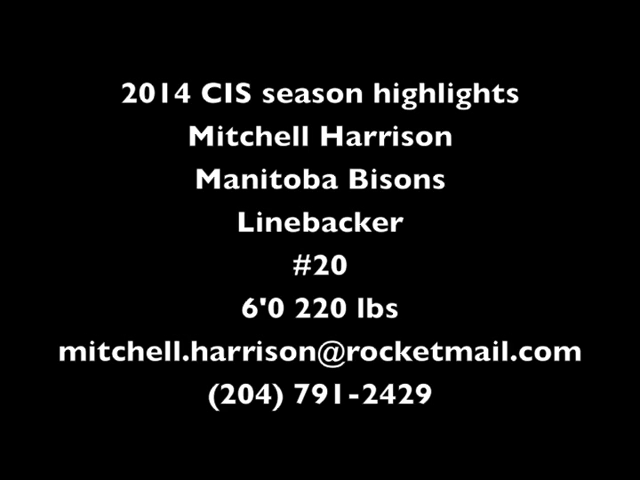 2014 CIS season highlights
Mitchell Harrison
Manitoba Bisons
Linebacker
#20
6'0 220 lbs
mitchell.harrison@rocketmail.com
(204) 791-2429